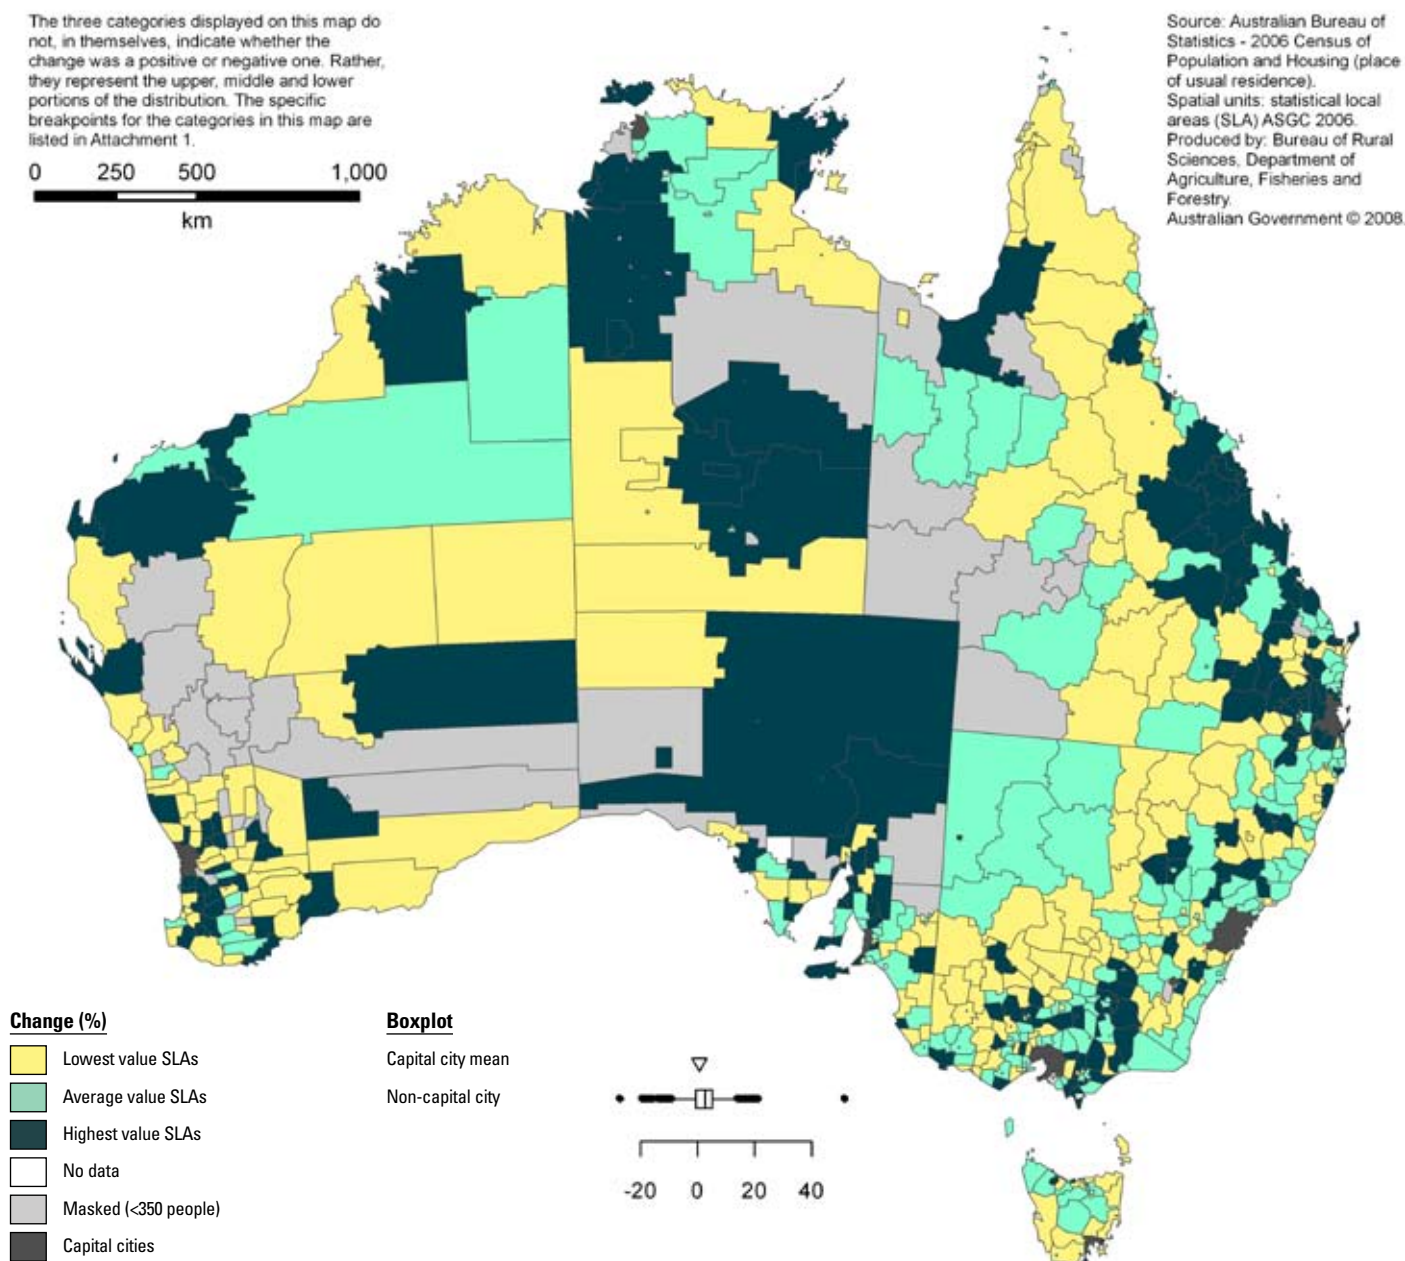 The three categories displayed on this map do
not, in themselves, indicate whether the
change was a positive or negative one. Rather,
they represent the upper, middle and lower
portions of the distribution. The specific
breakpoints for the categories in this map are
listed in Attachment 1.
0 250 500 1,000
km
Source: Australian Bureau of
Statistics - 2006 Census of
Population and Housing (place
of usual residence).
Spatial units: statistical local
areas (SLA) ASGC 2006.
Produced by: Bureau of Rural
Sciences, Department of
Agriculture, Fisheries and
Forestry.
Australian Government © 2008.
Change (%)
Lowest value SLAs
Average value SLAs
Highest value SLAs
No data
Masked (<350 people)
Capital cities
Boxplot
Capital city mean
Non-capital city
-20 0 20 40